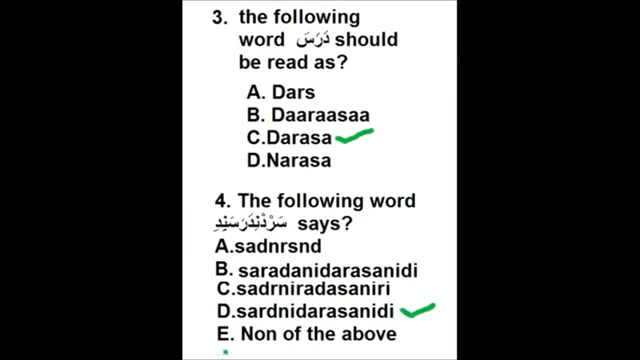 3. the following
word دَرَسَ should
be read as?
A. Dars
B. Daaraasaa
C.Darasa
D.Narasa
4. The following word
سَرْدْنِدَرَسَنِدِ says?
A.sadnrsnd
B. saradanidarasanidi
C.sadrniradasaniri
D.sardnidarasanidi
E. Non of the above